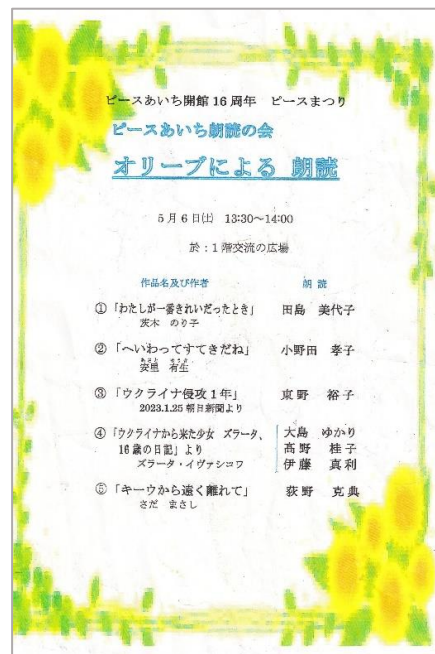 ピースあいち開館16周年 ピースまつり
ピースあいち朗読の会
オリーブによる 朗読
5月6日(土) 13:30～14:00
於：1階交流の広場
作品名及び作者 朗読
①「わたしが一番きれいだったとき」 田島 美代子
茨木 のり子
②「へいわってすてきだね」 小野田 孝子
安里 有生
③「ウクライナ侵攻1年」 東野 裕子
2023.1.25 朝日新聞より
④「ウクライナから来た少女 ズラータ、 大島 ゆかり
16歳の日記」より 高野 桂子
ズラータ・イヴァシコワ 伊藤 真利
⑤「キーウから遠く離れて」 荻野 克典
さだ まさし